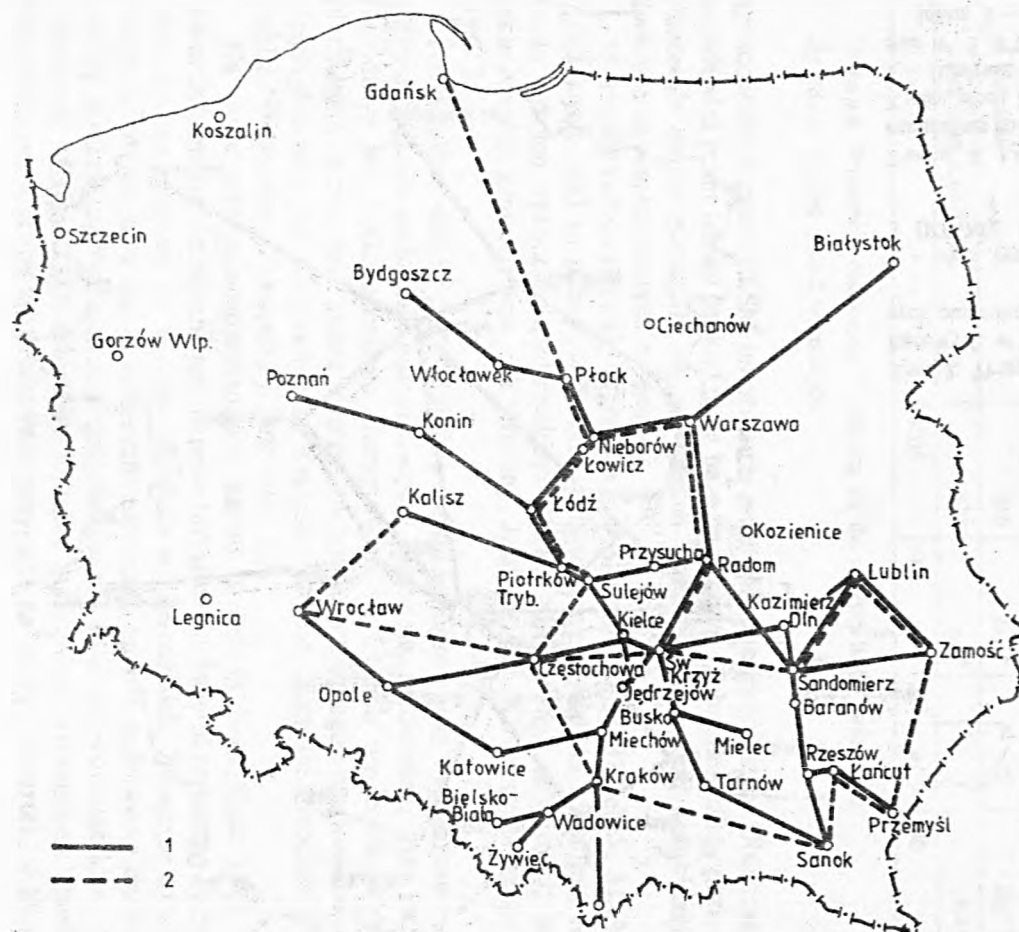 Gdańsk
Koszalin
Szczecin
Białystok
Bydgoszcz
Ciechanów
Gorzów Wlp.
Włocławek
Płock
Poznań
Konin
Warszawa
Nieborów
Łowicz
Kalisz
Łódź
Kozienice
Przysucha
Radom
Piotrków
Tryb.
Sulejów
Lublin
Legnica
Wrocław
Kielce
Kazimierz
Dln.
Zamość
Częstochowa
Św
Krzyż
Sandomierz
Opole
Jędrzejów
Baranów
Busko
Miechów
Mielec
Katowice
Rzeszów
Łańcut
Kraków
Tarnów
Bielsko-
Biała
Wadowice
Przemyśl
Żywiec
Sanok
1
2